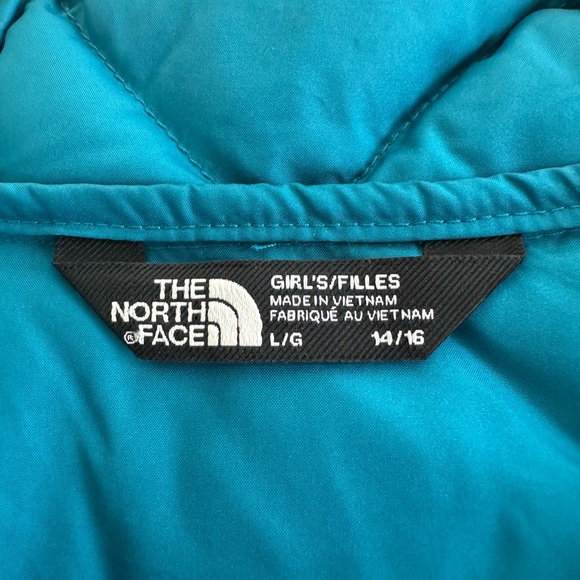 THE
NORTH
®FACE
GIRL'S/FILLES
MADE IN VIETNAM
FABRIQUÉ AU VIETNAM
L/G 14/16